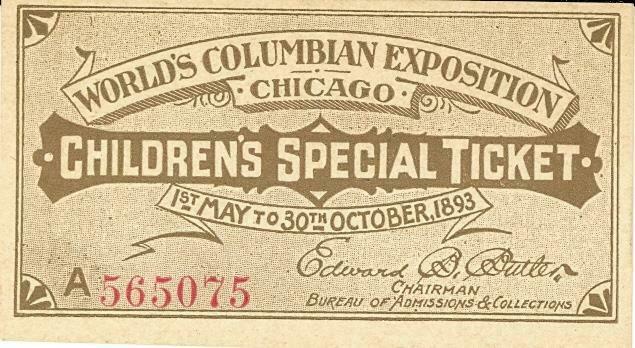 WORLD'S COLUMBIAN EXPOSITION
· CHICAGO ·
· CHILDREN'S SPECIAL TICKET ·
1ST MAY TO 30TH OCTOBER, 1893
Edward B. Butler
CHAIRMAN
BUREAU OF ADMISSIONS & COLLECTIONS
A 565075